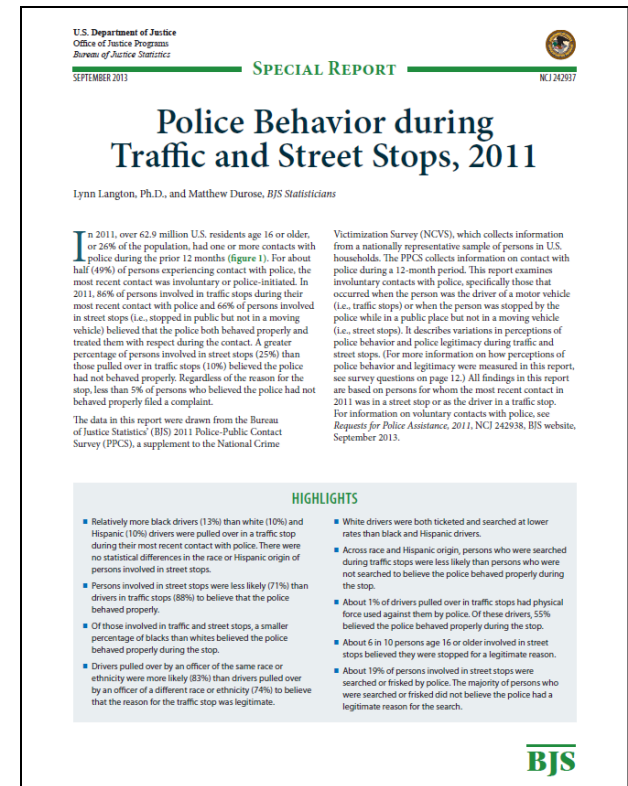 U.S. Department of Justice
Office of Justice Programs
Bureau of Justice Statistics
SPECIAL REPORT
SEPTEMBER 2013
NCJ 242937
Police Behavior during
Traffic and Street Stops, 2011
Lynn Langton, Ph.D., and Matthew Durose, BJS Statisticians
In 2011, over 62.9 million U.S. residents age 16 or older,
or 26% of the population, had one or more contacts with
police during the prior 12 months (figure 1). For about
half (49%) of persons experiencing contact with police, the
most recent contact was involuntary or police-initiated. In
2011, 86% of persons involved in traffic stops during their
most recent contact with police and 66% of persons involved
in street stops (i.e., stopped in public but not in a moving
vehicle) believed that the police both behaved properly and
treated them with respect during the contact. A greater
percentage of persons involved in street stops (25%) than
those pulled over in traffic stops (10%) believed the police
had not behaved properly. Regardless of the reason for the
stop, less than 5% of persons who believed the police had not
behaved properly filed a complaint.
The data in this report were drawn from the Bureau
of Justice Statistics' (BJS) 2011 Police-Public Contact
Survey (PPCS), a supplement to the National Crime
Victimization Survey (NCVS), which collects information
from a nationally representative sample of persons in U.S.
households. The PPCS collects information on contact with
police during a 12-month period. This report examines
involuntary contacts with police, specifically those that
occurred when the person was the driver of a motor vehicle
(i.e., traffic stops) or when the person was stopped by the
police while in a public place but not in a moving vehicle
(i.e., street stops). It describes variations in perceptions
of police behavior and police legitimacy during traffic and
street stops. (For more information on how perceptions of
police behavior and legitimacy were measured in this report,
see survey questions on page 12.) All findings in this report
are based on persons for whom the most recent contact in
2011 was in a street stop or as the driver in a traffic stop.
For information on voluntary contacts with police, see
Requests for Police Assistance, 2011, NCJ 242938, BJS website,
September 2013.
HIGHLIGHTS
■ Relatively more black drivers (13%) than white (10%) and
Hispanic (10%) drivers were pulled over in a traffic stop
during their most recent contact with police. There were
no statistical differences in the race or Hispanic origin of
persons involved in street stops.
■ Persons involved in street stops were less likely (71%) than
drivers in traffic stops (88%) to believe that the police
behaved properly.
■ Of those involved in traffic and street stops, a smaller
percentage of blacks than whites believed the police
behaved properly during the stop.
■ Drivers pulled over by an officer of the same race or
ethnicity were more likely (83%) than drivers pulled over
by an officer of a different race or ethnicity (74%) to believe
that the reason for the traffic stop was legitimate.
■ White drivers were both ticketed and searched at lower
rates than black and Hispanic drivers.
■ Across race and Hispanic origin, persons who were searched
during traffic stops were less likely than persons who were
not searched to believe the police behaved properly during
the stop.
■ About 1% of drivers pulled over in traffic stops had physical
force used against them by police. Of these drivers, 55%
believed the police behaved properly during the stop.
■ About 6 in 10 persons age 16 or older involved in street
stops believed they were stopped for a legitimate reason.
■ About 19% of persons involved in street stops were
searched or frisked by police. The majority of persons who
were searched or frisked did not believe the police had a
legitimate reason for the search.
BJS